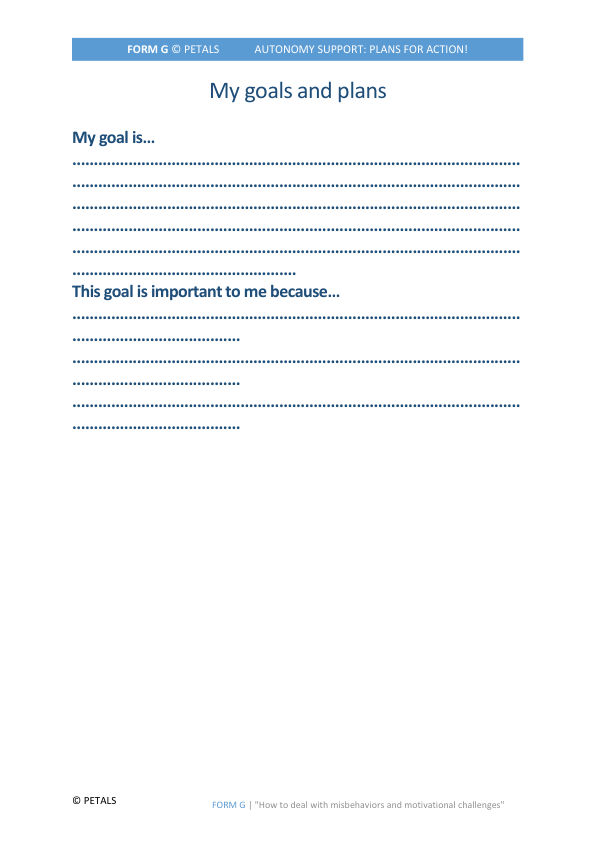 FORM G © PETALS AUTONOMY SUPPORT: PLANS FOR ACTION!
My goals and plans
My goal is…
........................................................................................
........................................................................................
........................................................................................
........................................................................................
........................................................................................
............................................
This goal is important to me because…
........................................................................................
.................................
........................................................................................
.................................
........................................................................................
.................................
© PETALS
FORM G | "How to deal with misbehaviors and motivational challenges"